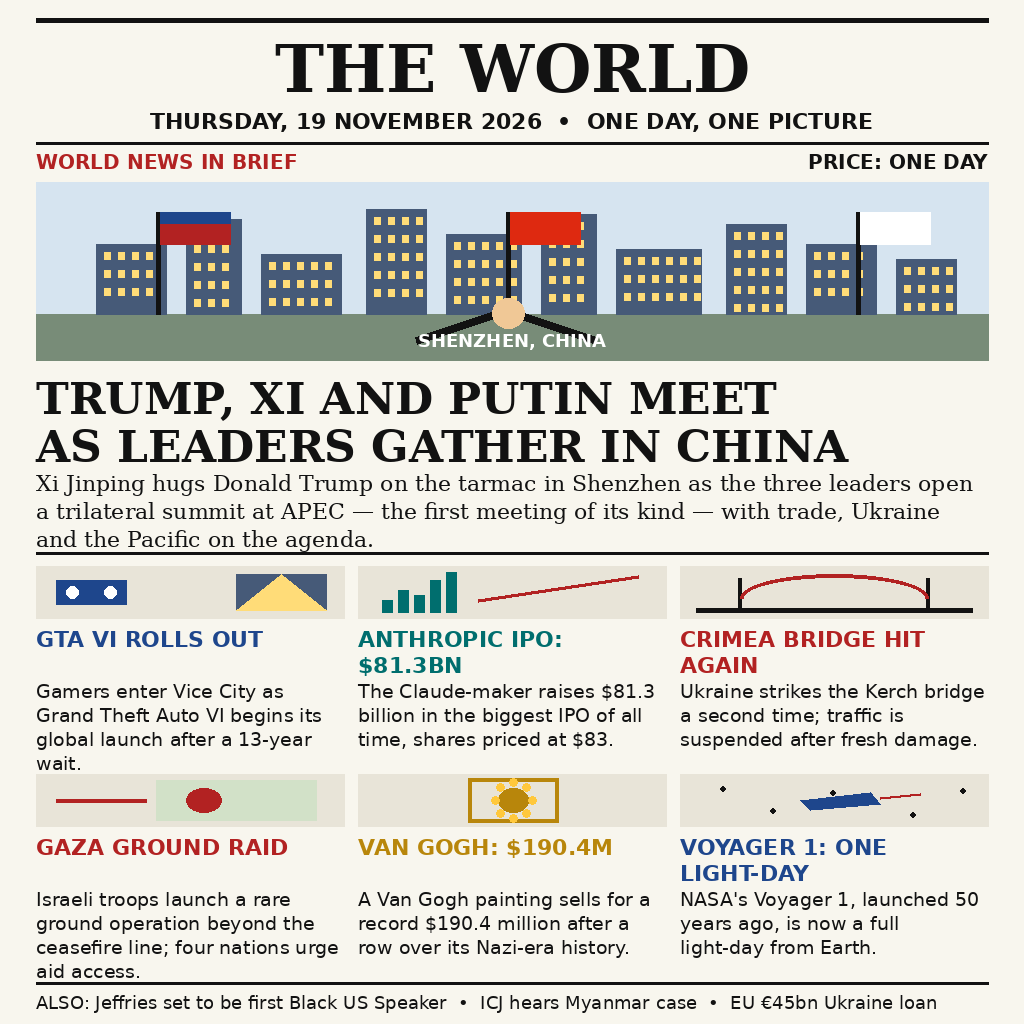 THE WORLD
THURSDAY, 19 NOVEMBER 2026 • ONE DAY, ONE PICTURE
WORLD NEWS IN BRIEF
PRICE: ONE DAY
SHENZHEN, CHINA
TRUMP, XI AND PUTIN MEET
AS LEADERS GATHER IN CHINA
Xi Jinping hugs Donald Trump on the tarmac in Shenzhen as the three leaders open
a trilateral summit at APEC — the first meeting of its kind — with trade, Ukraine
and the Pacific on the agenda.
GTA VI ROLLS OUT
Gamers enter Vice City as
Grand Theft Auto VI begins its
global launch after a 13-year
wait.
ANTHROPIC IPO:
$81.3BN
The Claude-maker raises $81.3
billion in the biggest IPO of all
time, shares priced at $83.
CRIMEA BRIDGE HIT
AGAIN
Ukraine strikes the Kerch bridge
a second time; traffic is
suspended after fresh damage.
GAZA GROUND RAID
Israeli troops launch a rare
ground operation beyond the
ceasefire line; four nations urge
aid access.
VAN GOGH: $190.4M
A Van Gogh painting sells for a
record $190.4 million after a
row over its Nazi-era history.
VOYAGER 1: ONE
LIGHT-DAY
NASA's Voyager 1, launched 50
years ago, is now a full
light-day from Earth.
ALSO: Jeffries set to be first Black US Speaker • ICJ hears Myanmar case • EU €45bn Ukraine loan